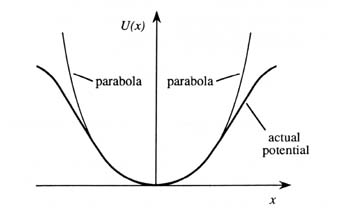 U(x)
parabola
parabola
actual
potential
x